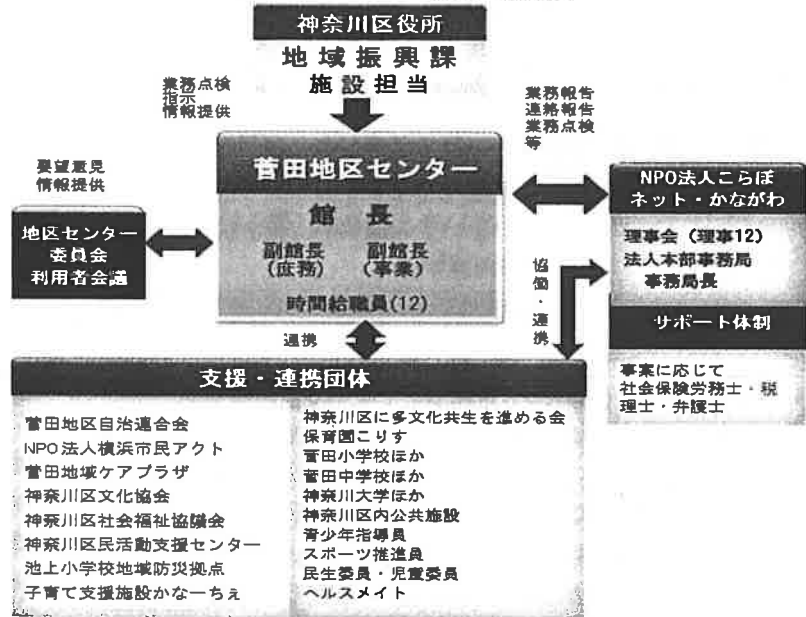 神奈川区役所
地域振興課
施設担当
業務点検
指示
情報提供
業務報告
連絡報告
業務点検
等
菅田地区センター
館長
副館長
(庶務)
副館長
(事業)
時間給職員(12)
要望意見
情報提供
地区センター
委員会
利用者会議
NPO法人こらぼ
ネット・かながわ
理事会(理事12)
法人本部事務局
事務局長
サポート体制
事案に応じて
社会保険労務士・税
理士・弁護士
協働・連携
連携
支援・連携団体
菅田地区自治連合会
NPO法人横浜市民アクト
菅田地域ケアプラザ
神奈川区文化協会
神奈川区社会福祉協議会
神奈川区民活動支援センター
池上小学校地域防災拠点
子育て支援施設かなーちぇ
神奈川区に多文化共生を進める会
保育園こりす
菅田小学校ほか
菅田中学校ほか
神奈川大学ほか
神奈川区内公共施設
青少年指導員
スポーツ推進員
民生委員・児童委員
ヘルスメイト